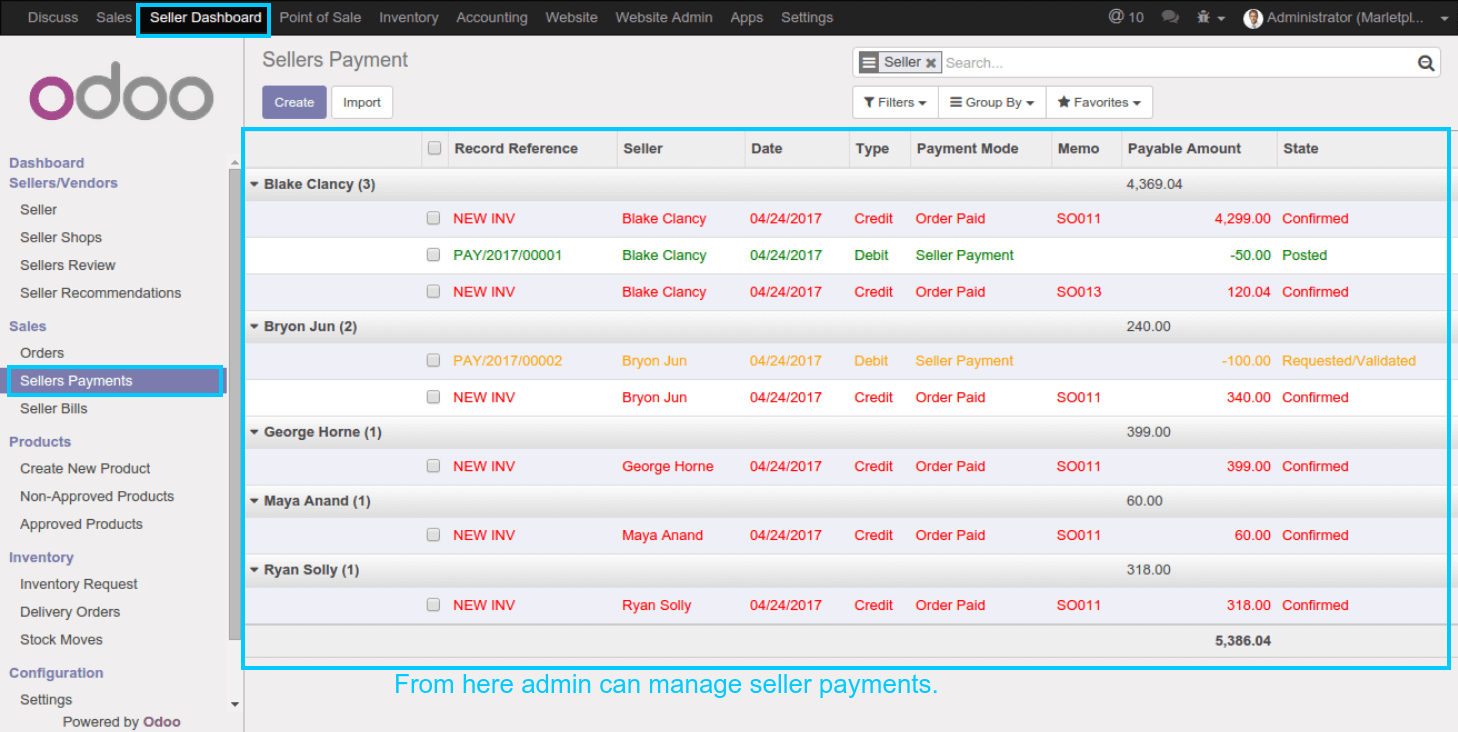 Discuss Sales Seller Dashboard Point of Sale Inventory Accounting Website Website Admin Apps Settings @ 10 Administrator (Marletpl...
odoo
Sellers Payment
Seller Search...
Create Import
Filters Group By Favorites
Dashboard
Sellers/Vendors
Seller
Seller Shops
Sellers Review
Seller Recommendations
Sales
Orders
Sellers Payments
Seller Bills
Products
Create New Product
Non-Approved Products
Approved Products
Inventory
Inventory Request
Delivery Orders
Stock Moves
Configuration
Settings
Powered by Odoo
Record Reference Seller Date Type Payment Mode Memo Payable Amount State
Blake Clancy (3) 4,369.04
NEW INV Blake Clancy 04/24/2017 Credit Order Paid SO011 4,299.00 Confirmed
PAY/2017/00001 Blake Clancy 04/24/2017 Debit Seller Payment -50.00 Posted
NEW INV Blake Clancy 04/24/2017 Credit Order Paid SO013 120.04 Confirmed
Bryon Jun (2) 240.00
PAY/2017/00002 Bryon Jun 04/24/2017 Debit Seller Payment -100.00 Requested/Validated
NEW INV Bryon Jun 04/24/2017 Credit Order Paid SO011 340.00 Confirmed
George Horne (1) 399.00
NEW INV George Horne 04/24/2017 Credit Order Paid SO011 399.00 Confirmed
Maya Anand (1) 60.00
NEW INV Maya Anand 04/24/2017 Credit Order Paid SO011 60.00 Confirmed
Ryan Solly (1) 318.00
NEW INV Ryan Solly 04/24/2017 Credit Order Paid SO011 318.00 Confirmed
5,386.04
From here admin can manage seller payments.